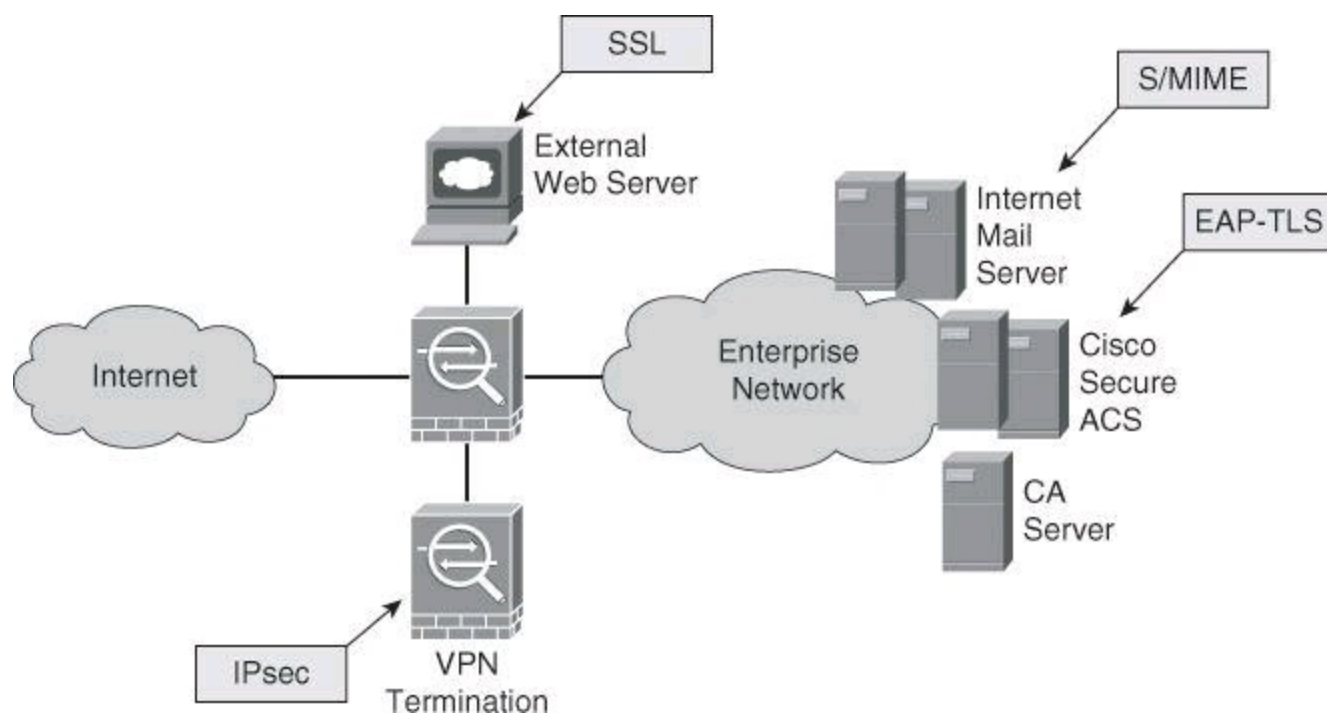 SSL
S/MIME
External
Web Server
Internet
Mail
Server
EAP-TLS
Internet
Enterprise
Network
Cisco
Secure
ACS
CA
Server
IPsec
VPN
Termination